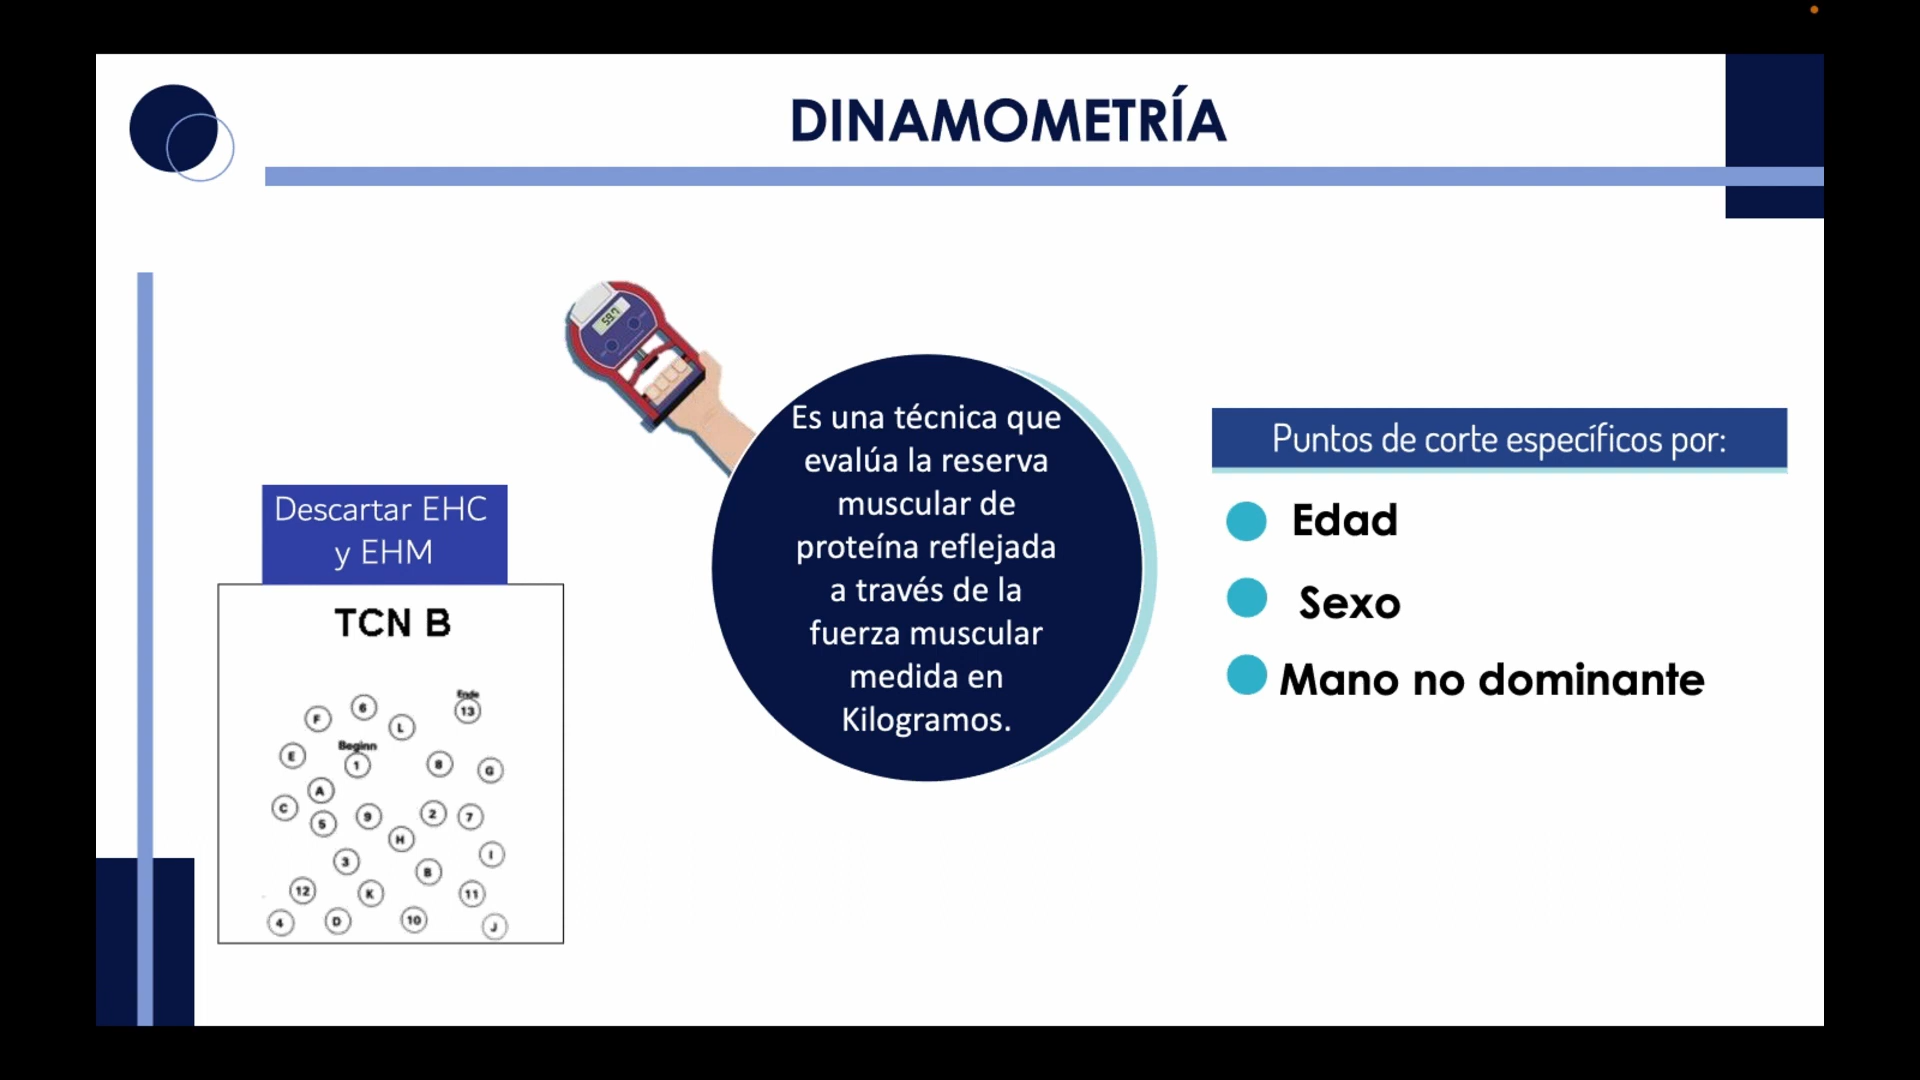 DINAMOMETRÍA
59.7
Es una técnica que
evalúa la reserva
muscular de
proteína reflejada
a través de la
fuerza muscular
medida en
Kilogramos.
Puntos de corte específicos por:
Edad
Sexo
Mano no dominante
Descartar EHC
y EHM
TCN B
Ende
6
13
F
L
Beginn
E
1
8
G
A
C
5
9
2
7
H
3
I
B
12
K
11
4
D
10
J